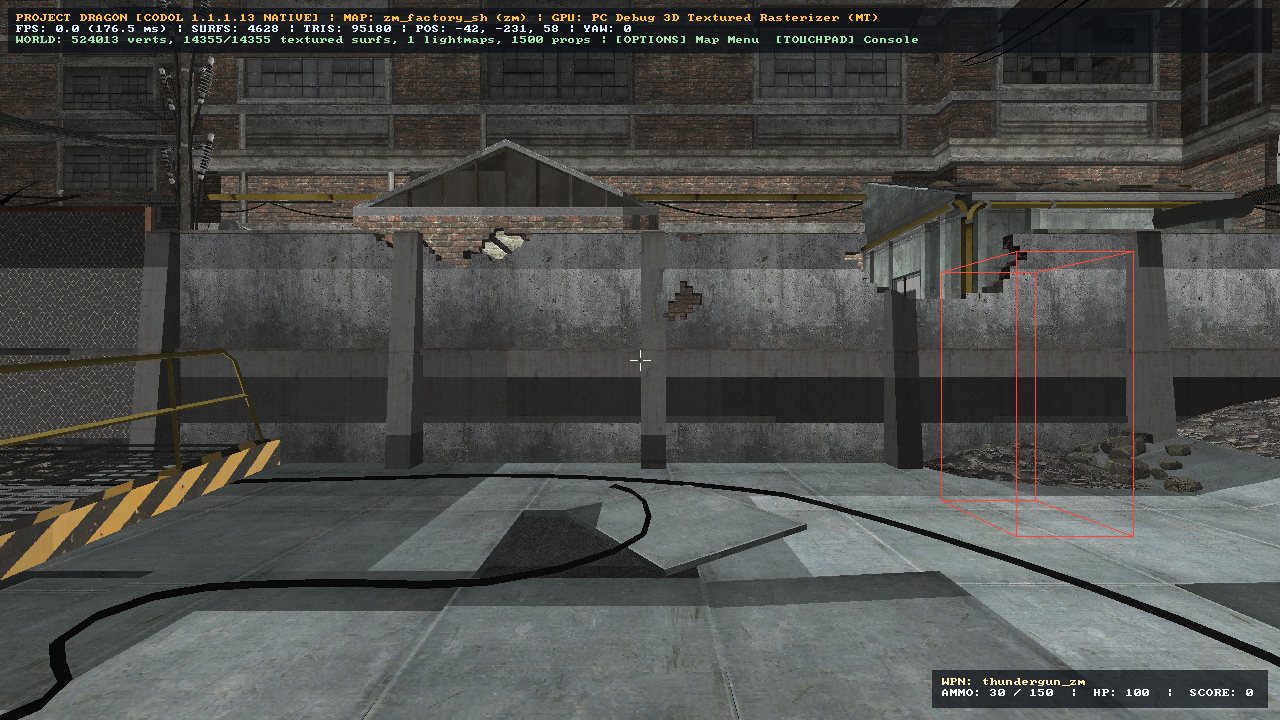 PROJECT DRAGON [CODOL 1.1.1.13 NATIVE] ¦ MAP: zm_factory_sh (zm) ¦ GPU: PC Debug 3D Textured Rasterizer (MT)
FPS: 0.0 (176.5 ms) ¦ SURFS: 4628 ¦ TRIS: 95180 ¦ POS: -42, -231, 58 ¦ YAW: 0
WORLD: 524013 verts, 14355/14355 textured surfs, 1 lightmaps, 1500 props ¦ [OPTIONS] Map Menu [TOUCHPAD] Console
WPN: thundergun_zm
AMMO: 30 / 150 ¦ HP: 100 ¦ SCORE: 0